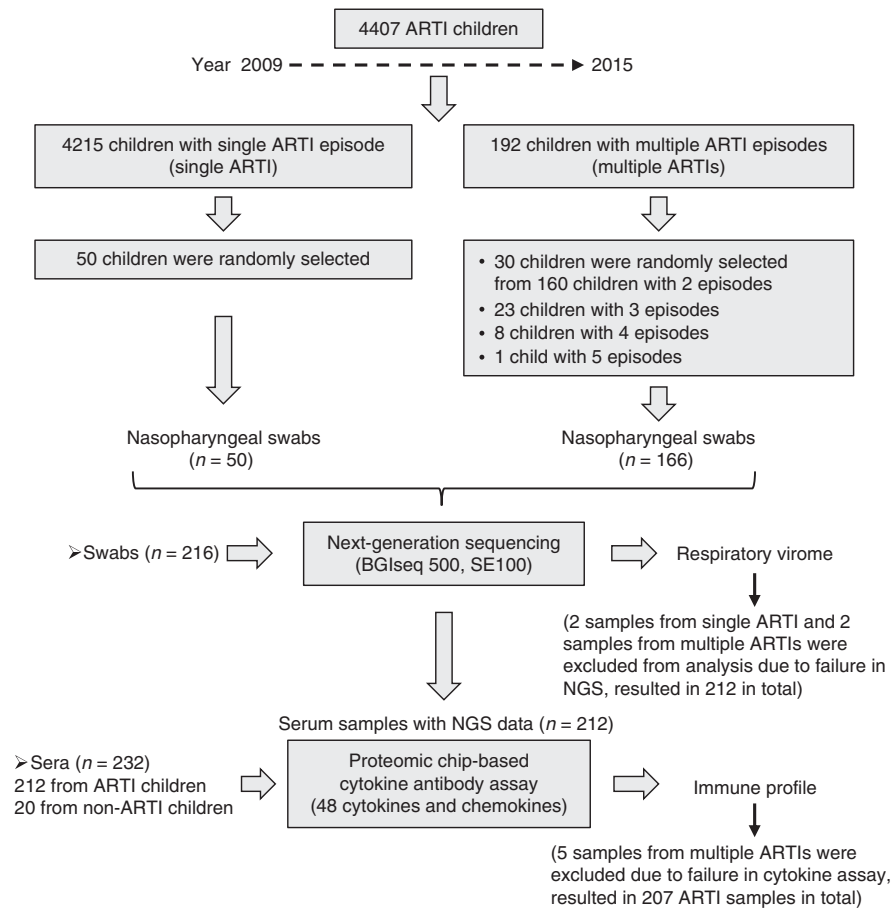 4407 ARTI children
Year 2009
2015
4215 children with single ARTI episode
(single ARTI)
192 children with multiple ARTI episodes
(multiple ARTIs)
50 children were randomly selected
• 30 children were randomly selected
from 160 children with 2 episodes
• 23 children with 3 episodes
• 8 children with 4 episodes
• 1 child with 5 episodes
Nasopharyngeal swabs
(n = 50)
Nasopharyngeal swabs
(n = 166)
➢Swabs (n = 216)
Next-generation sequencing
(BGIseq 500, SE100)
Respiratory virome
(2 samples from single ARTI and 2
samples from multiple ARTIs were
excluded from analysis due to failure in
NGS, resulted in 212 in total)
Serum samples with NGS data (n = 212)
➢Sera (n = 232)
212 from ARTI children
20 from non-ARTI children
Proteomic chip-based
cytokine antibody assay
(48 cytokines and chemokines)
Immune profile
(5 samples from multiple ARTIs were
excluded due to failure in cytokine assay,
resulted in 207 ARTI samples in total)